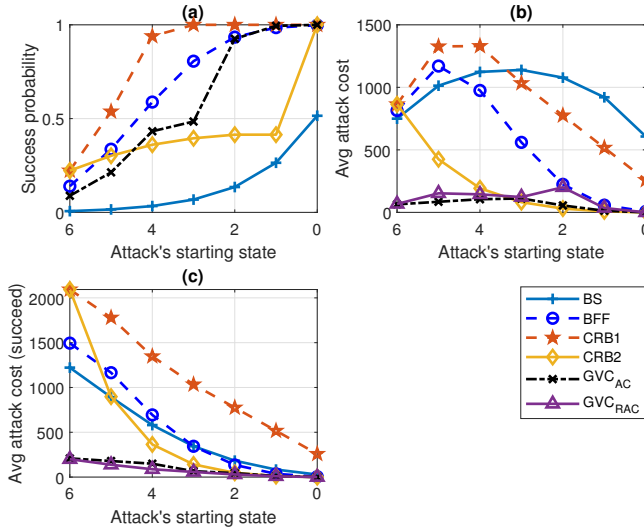 (a)
Success probability
1
0.5
0
6
4
2
0
Attack's starting state
(b)
Avg attack cost
1500
1000
500
0
6
4
2
0
Attack's starting state
(c)
Avg attack cost (succeed)
2000
1500
1000
500
0
6
4
2
0
Attack's starting state
BS
BFF
CRB1
CRB2
GVC_AC
GVC_RAC